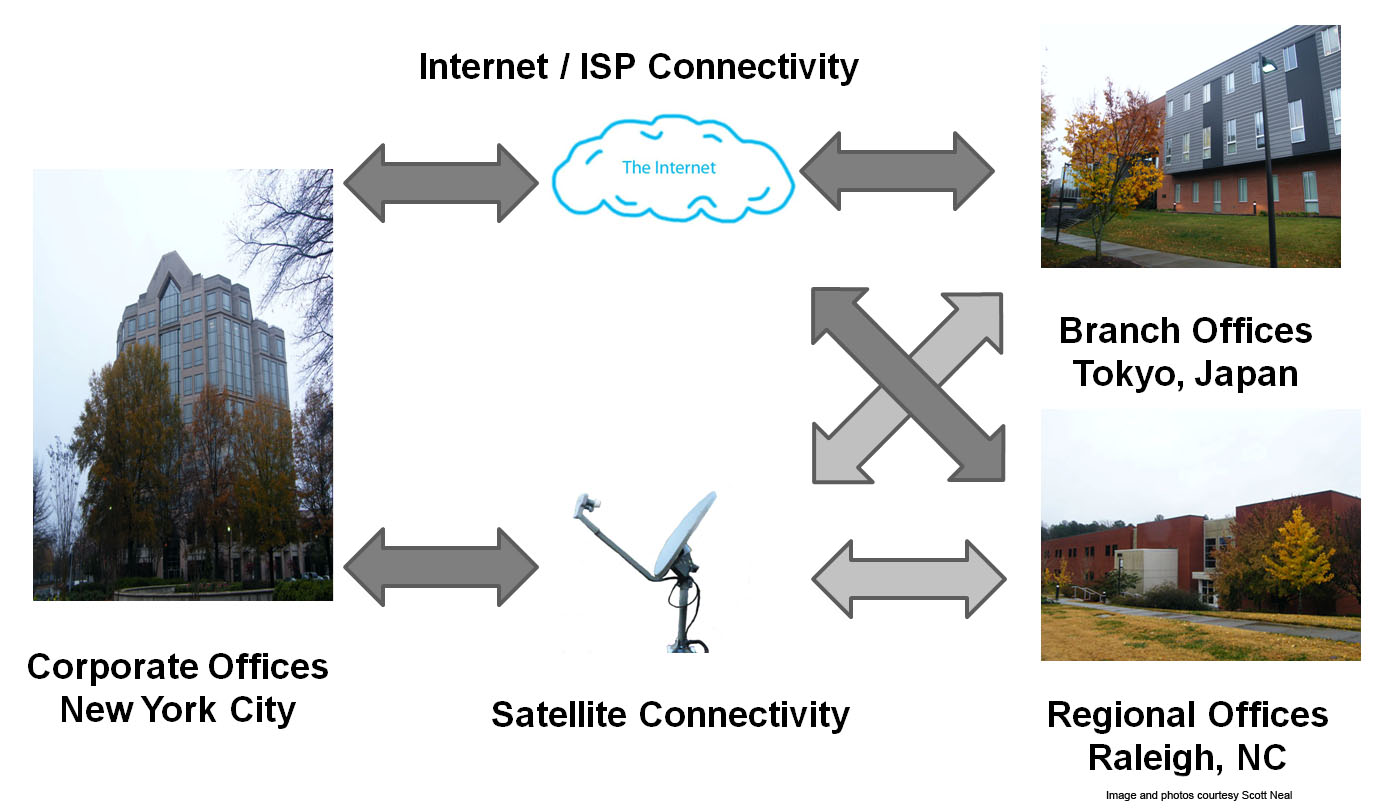 Internet / ISP Connectivity
The Internet
Branch Offices
Tokyo, Japan
Corporate Offices
New York City
Satellite Connectivity
Regional Offices
Raleigh, NC
Image and photos courtesy Scott Neal